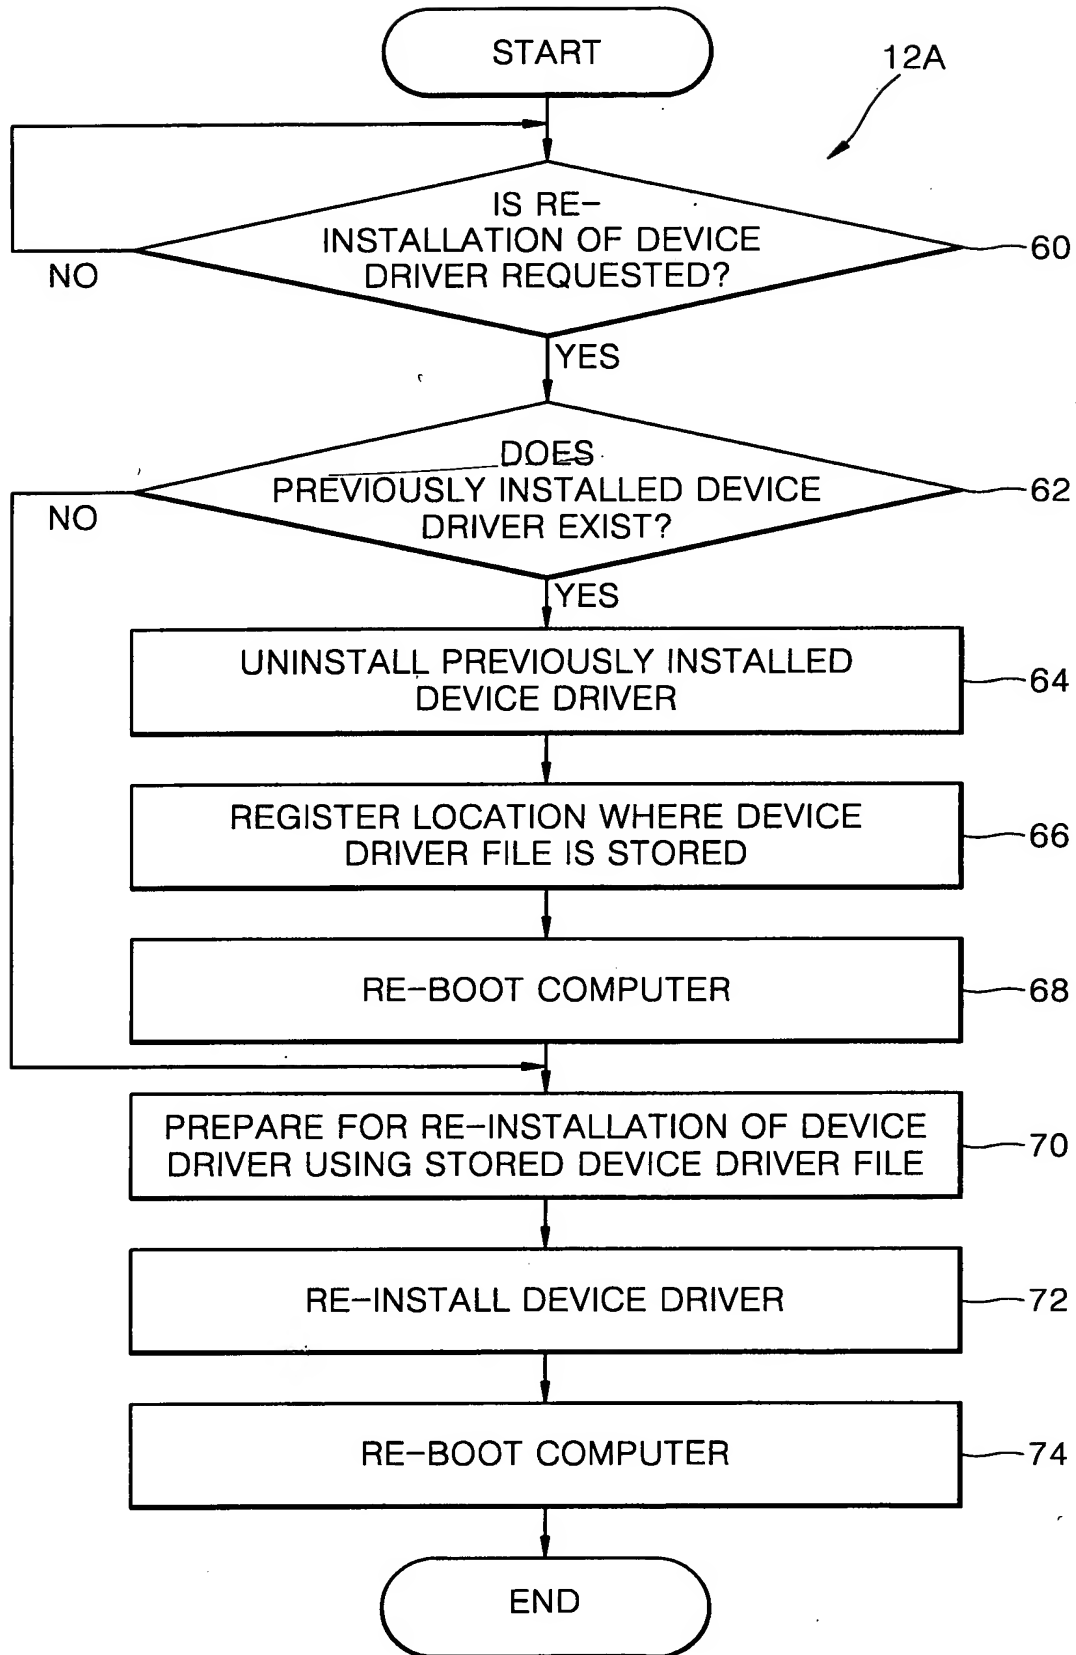 START
12A
IS RE-
INSTALLATION OF DEVICE
DRIVER REQUESTED?
60
NO
YES
DOES
PREVIOUSLY INSTALLED DEVICE
DRIVER EXIST?
62
NO
YES
UNINSTALL PREVIOUSLY INSTALLED
DEVICE DRIVER
64
REGISTER LOCATION WHERE DEVICE
DRIVER FILE IS STORED
66
RE-BOOT COMPUTER
68
PREPARE FOR RE-INSTALLATION OF DEVICE
DRIVER USING STORED DEVICE DRIVER FILE
70
RE-INSTALL DEVICE DRIVER
72
RE-BOOT COMPUTER
74
END